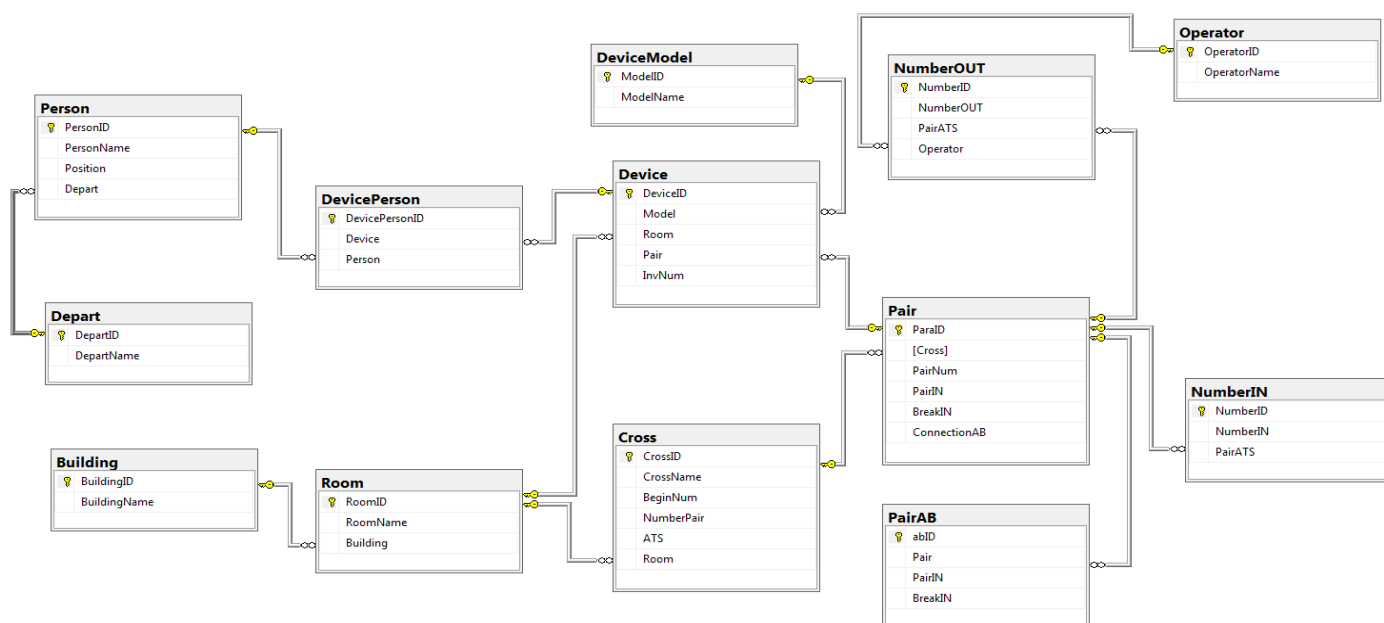 Operator
OperatorID
OperatorName
DeviceModel
ModelID
ModelName
NumberOUT
NumberID
NumberOUT
PairATS
Operator
Person
PersonID
PersonName
Position
Depart
Device
DeviceID
Model
Room
Pair
InvNum
DevicePerson
DevicePersonID
Device
Person
Depart
DepartID
DepartName
Pair
ParaID
[Cross]
PairNum
PairIN
BreakIN
ConnectionAB
NumberIN
NumberID
NumberIN
PairATS
Cross
CrossID
CrossName
BeginNum
NumberPair
ATS
Room
Building
BuildingID
BuildingName
Room
RoomID
RoomName
Building
PairAB
abID
Pair
PairIN
BreakIN